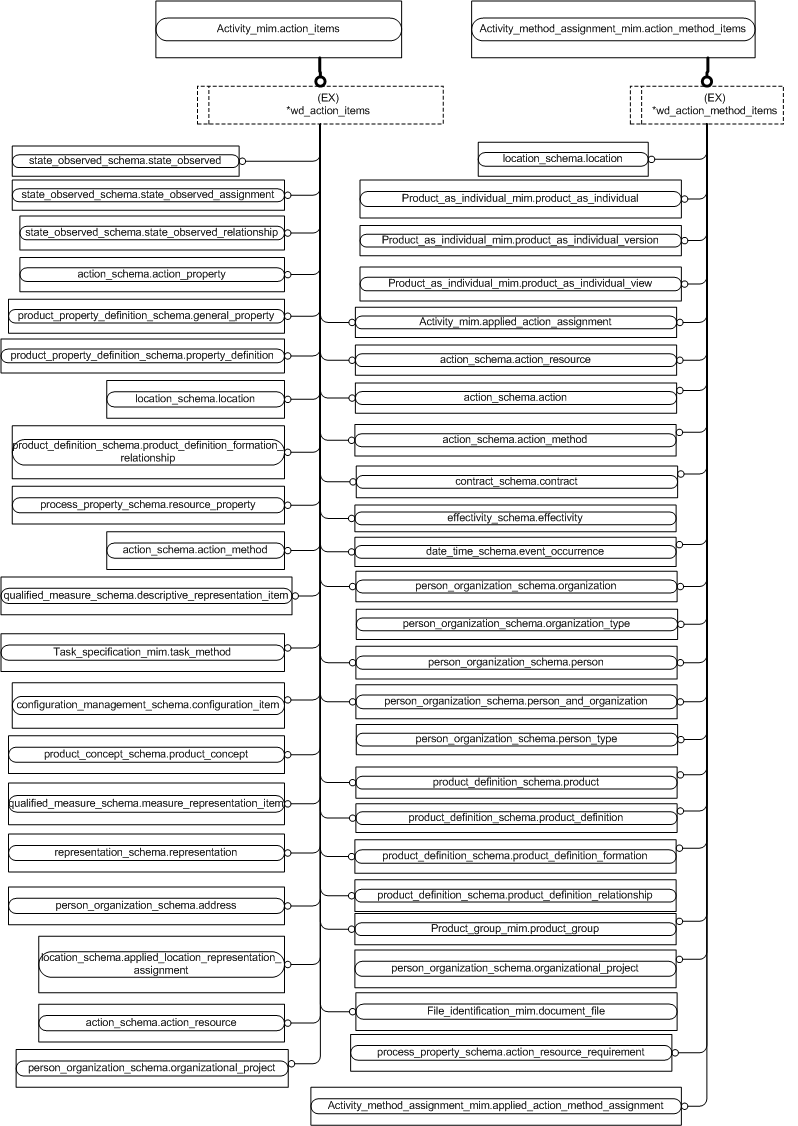 Activity_mim.action_items
Activity_method_assignment_mim.action_method_items
(EX)
*wd_action_items
(EX)
*wd_action_method_items
state_observed_schema.state_observed
state_observed_schema.state_observed_assignment
state_observed_schema.state_observed_relationship
action_schema.action_property
product_property_definition_schema.general_property
product_property_definition_schema.property_definition
location_schema.location
product_definition_schema.product_definition_formation_
relationship
process_property_schema.resource_property
action_schema.action_method
qualified_measure_schema.descriptive_representation_item
Task_specification_mim.task_method
configuration_management_schema.configuration_item
product_concept_schema.product_concept
qualified_measure_schema.measure_representation_item
representation_schema.representation
person_organization_schema.address
location_schema.applied_location_representation_
assignment
action_schema.action_resource
person_organization_schema.organizational_project
location_schema.location
Product_as_individual_mim.product_as_individual
Product_as_individual_mim.product_as_individual_version
Product_as_individual_mim.product_as_individual_view
Activity_mim.applied_action_assignment
action_schema.action_resource
action_schema.action
action_schema.action_method
contract_schema.contract
effectivity_schema.effectivity
date_time_schema.event_occurrence
person_organization_schema.organization
person_organization_schema.organization_type
person_organization_schema.person
person_organization_schema.person_and_organization
person_organization_schema.person_type
product_definition_schema.product
product_definition_schema.product_definition
product_definition_schema.product_definition_formation
product_definition_schema.product_definition_relationship
Product_group_mim.product_group
person_organization_schema.organizational_project
File_identification_mim.document_file
process_property_schema.action_resource_requirement
Activity_method_assignment_mim.applied_action_method_assignment